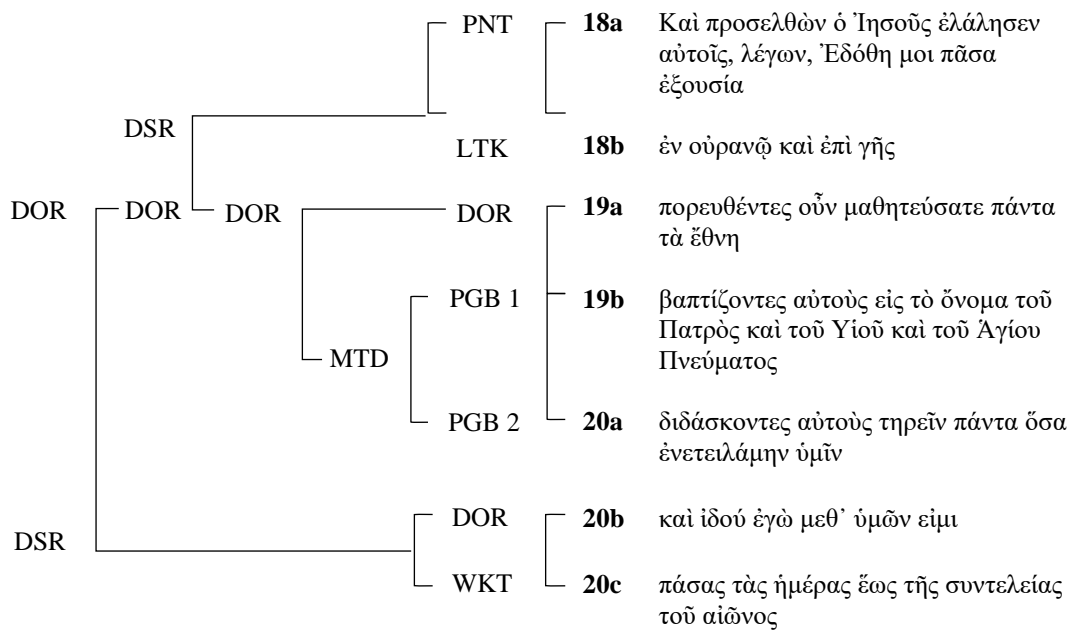 PNT 18a Καὶ προσελθὼν ὁ Ἰησοῦς ἐλάλησεν
αὐτοῖς, λέγων, Ἐδόθη μοι πᾶσα
ἐξουσία
DSR
LTK 18b ἐν οὐρανῷ καὶ ἐπὶ γῆς
DOR DOR DOR DOR 19a πορευθέντες οὖν μαθητεύσατε πάντα
τὰ ἔθνη
PGB 1 19b βαπτίζοντες αὐτοὺς εἰς τὸ ὄνομα τοῦ
Πατρὸς καὶ τοῦ Υἱοῦ καὶ τοῦ Ἁγίου
Πνεύματος
MTD
PGB 2 20a διδάσκοντες αὐτοὺς τηρεῖν πάντα ὅσα
ἐνετειλάμην ὑμῖν
DOR 20b καὶ ἰδού ἐγὼ μεθ᾽ ὑμῶν εἰμι
DSR
WKT 20c πάσας τὰς ἡμέρας ἕως τῆς συντελείας
τοῦ αἰῶνος